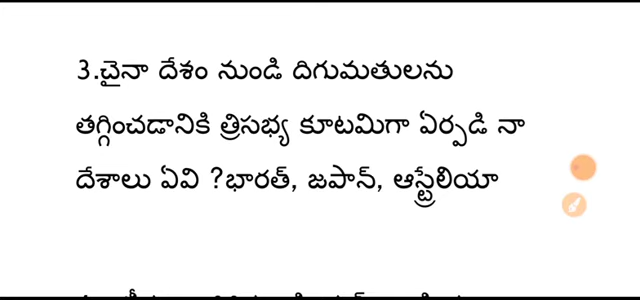 3.చైనా దేశం నుండి దిగుమతులను
తగ్గించడానికి త్రిసభ్య కూటమిగా ఏర్పడి నా
దేశాలు ఏవి ?భారత్, జపాన్, ఆస్ట్రేలియా